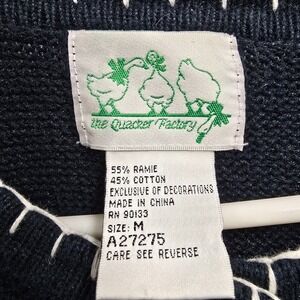 the Quacker Factory
55% RAMIE
45% COTTON
EXCLUSIVE OF DECORATIONS
MADE IN CHINA
RN 90133
SIZE: M
A27275
CARE SEE REVERSE